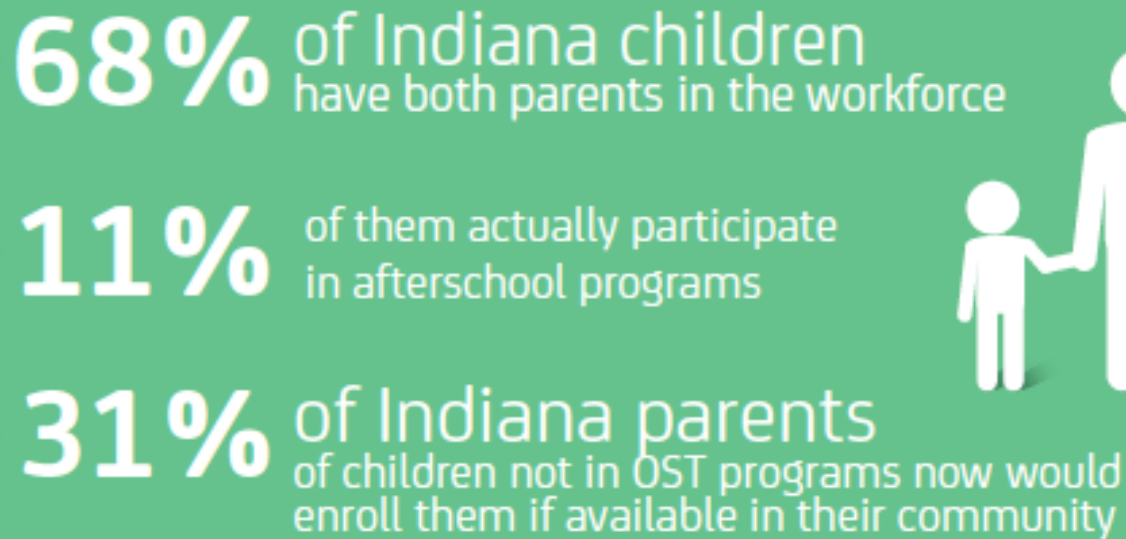 68% of Indiana children
have both parents in the workforce
11% of them actually participate
in afterschool programs
31% of Indiana parents
of children not in OST programs now would
enroll them if available in their community